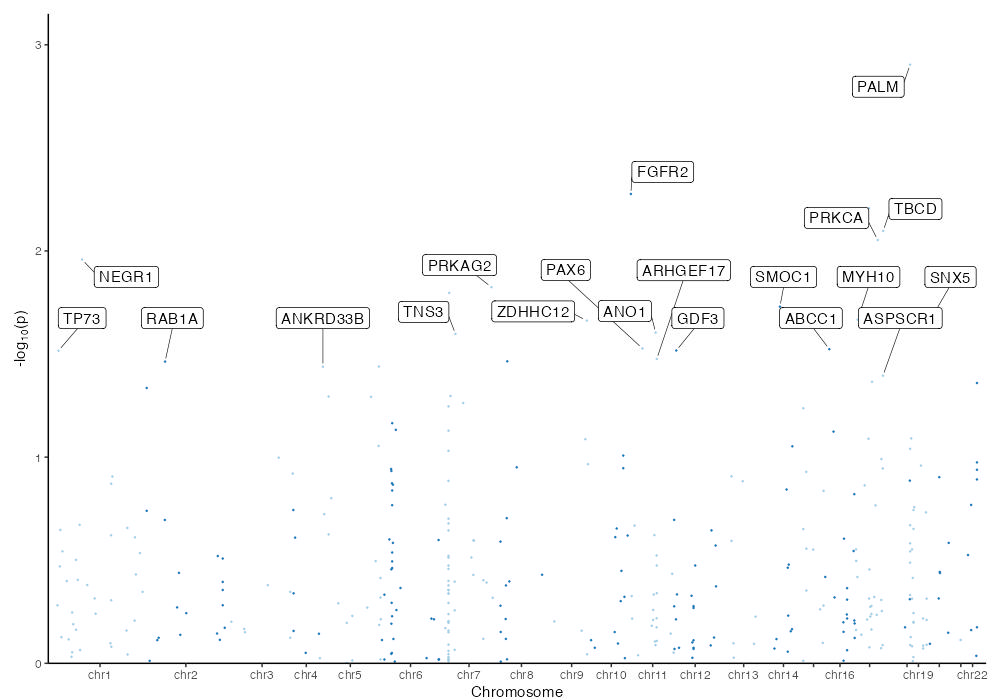 3
PALM
FGFR2
TBCD
PRKCA
2
PRKAG2
PAX6
ARHGEF17
NEGR1
SMOC1
MYH10
SNX5
TNS3
ZDHHC12
ANO1
TP73
RAB1A
ANKRD33B
GDF3
ABCC1
ASPSCR1
-log10(p)
1
0
chr1 chr2 chr3 chr4 chr5 chr6 chr7 chr8 chr9 chr10 chr11 chr12 chr13 chr14 chr16 chr19 chr22
Chromosome